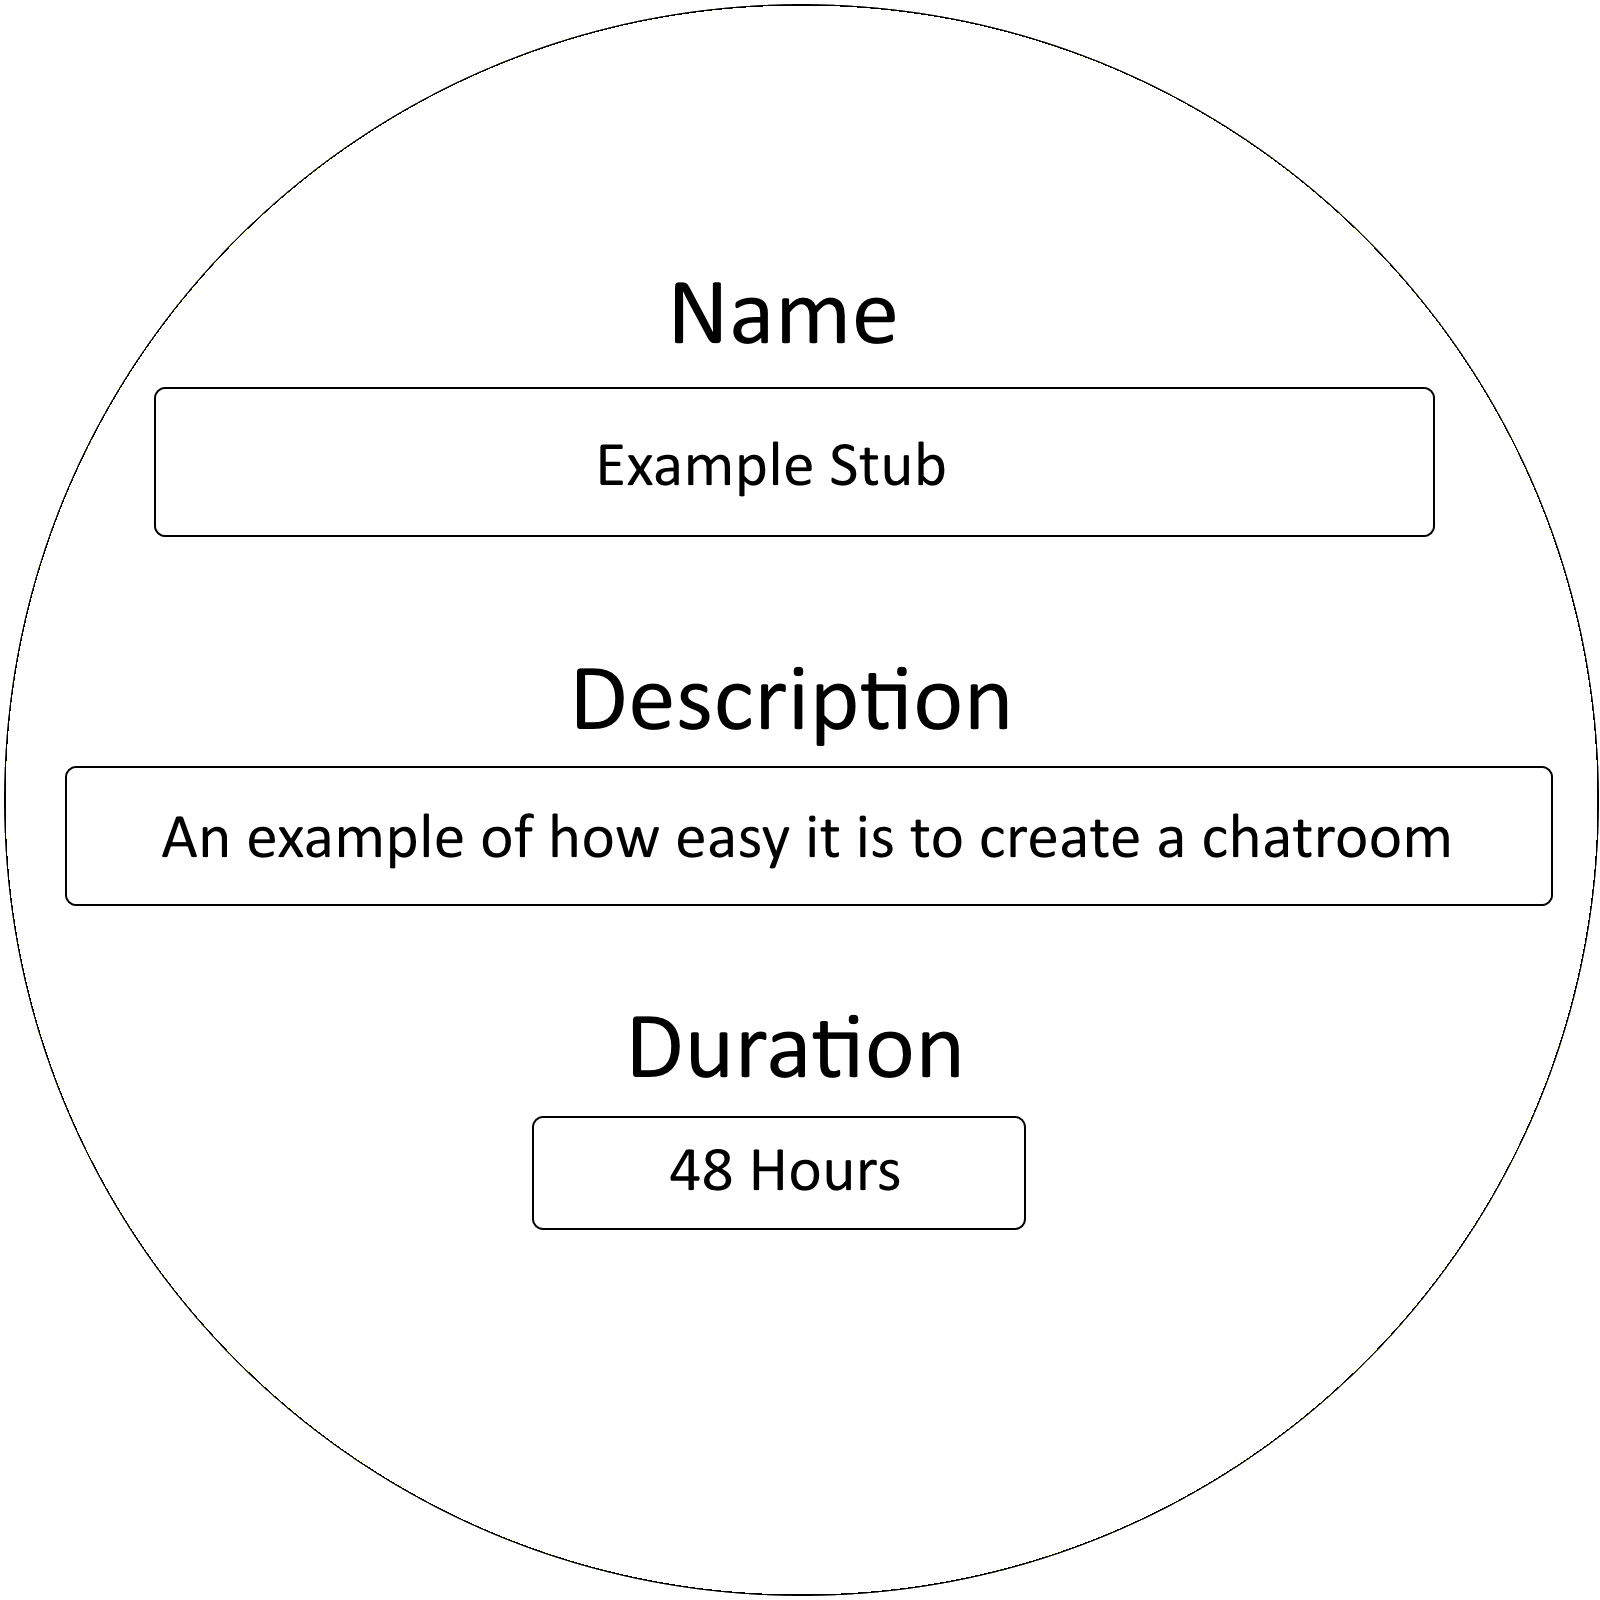 Name
Example Stub
Description
An example of how easy it is to create a chatroom
Duration
48 Hours